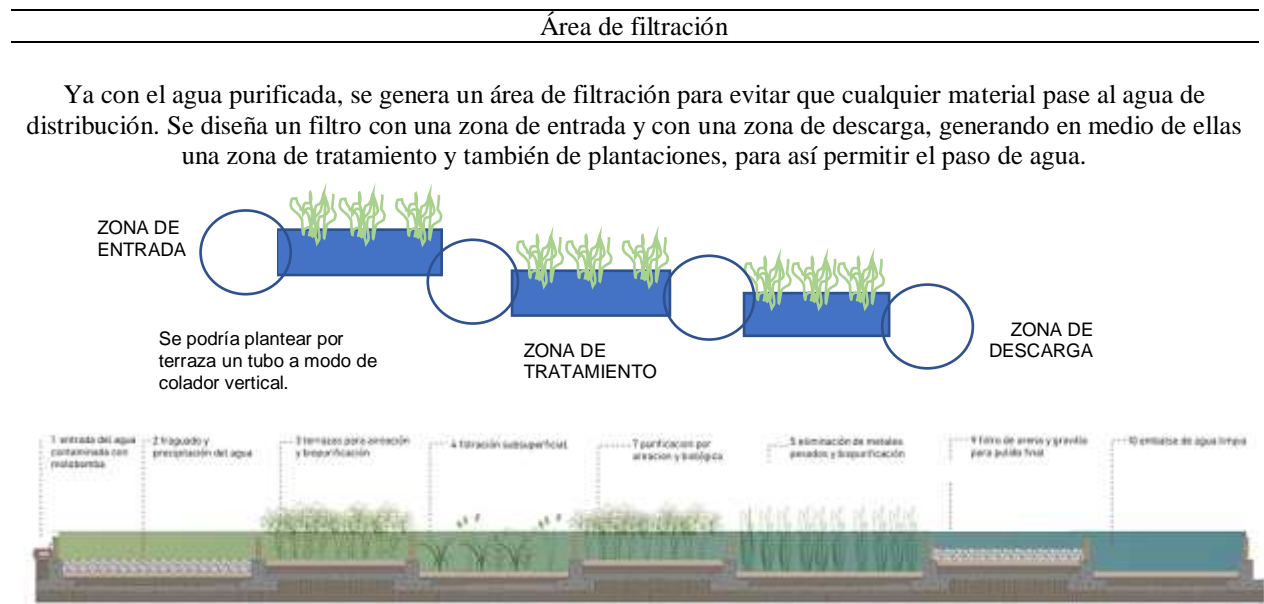 Área de filtración
Ya con el agua purificada, se genera un área de filtración para evitar que cualquier material pase al agua de
distribución. Se diseña un filtro con una zona de entrada y con una zona de descarga, generando en medio de ellas
una zona de tratamiento y también de plantaciones, para así permitir el paso de agua.
ZONA DE
ENTRADA
Se podría plantear por
terraza un tubo a modo de
colador vertical.
ZONA DE
TRATAMIENTO
ZONA DE
DESCARGA
1 entrada del agua
contaminada con
2 fraguado y
precipitación del agua
3 terrazas para aireación
y biopurificación
4 filtración subsuperficial
7 purificacion por
aireacion y biológica
5 eliminación de metales
pesados y biopurificación
9 filtro de arena y gravilla
para pulido final
10 embalse de agua limpia